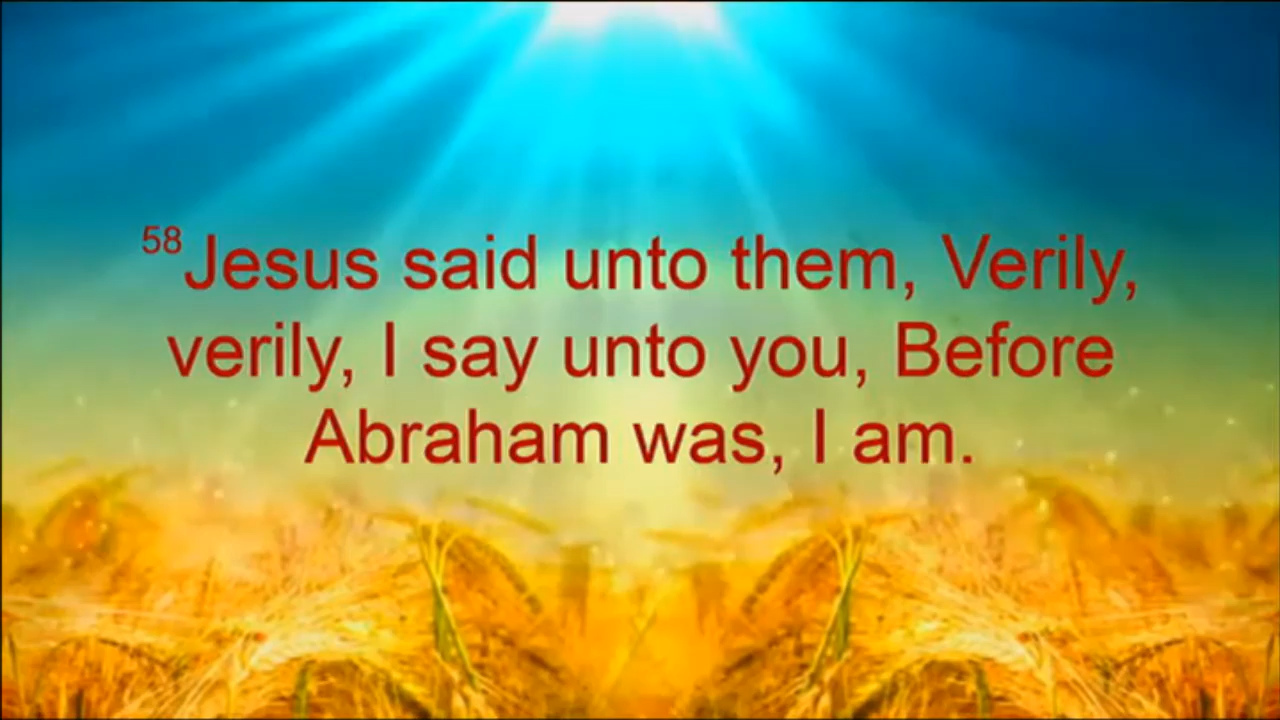 58Jesus said unto them, Verily,
verily, I say unto you, Before
Abraham was, I am.